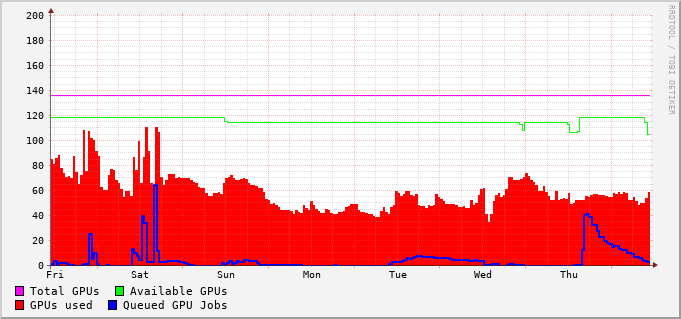 200
180
160
140
120
100
80
60
40
20
0
Fri Sat Sun Mon Tue Wed Thu
Total GPUs Available GPUs
GPUs used Queued GPU Jobs
RRDTOOL / TOBI OETIKER